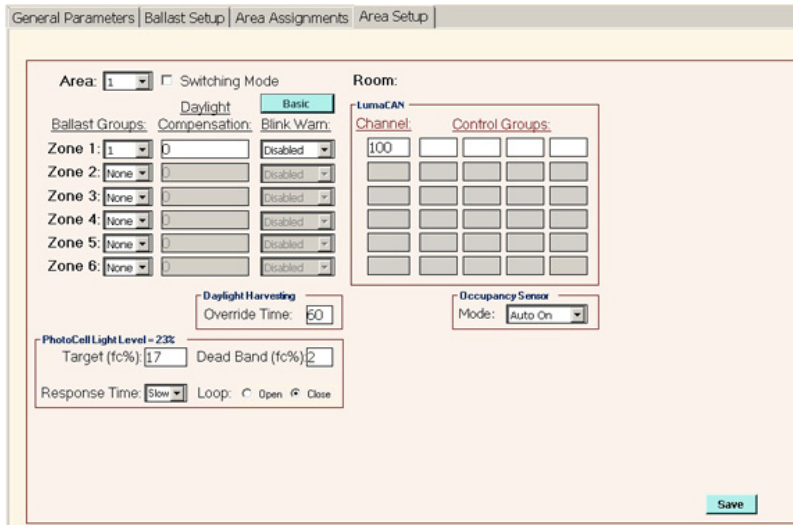 General Parameters Ballast Setup Area Assignments Area Setup
Area: 1 Switching Mode Room:
Daylight Basic LumaCAN
Ballast Groups: Compensation: Blink Warn: Channel: Control Groups:
Zone 1: 1 0 Disabled 100
Zone 2: None 0 Disabled
Zone 3: None 0 Disabled
Zone 4: None 0 Disabled
Zone 5: None 0 Disabled
Zone 6: None 0 Disabled
Daylight Harvesting Occupancy Sensor
Override Time: 60 Mode: Auto On
PhotoCell Light Level = 23%
Target (fc%): 17 Dead Band (fc%): 2
Response Time: Slow Loop: Open Close
Save